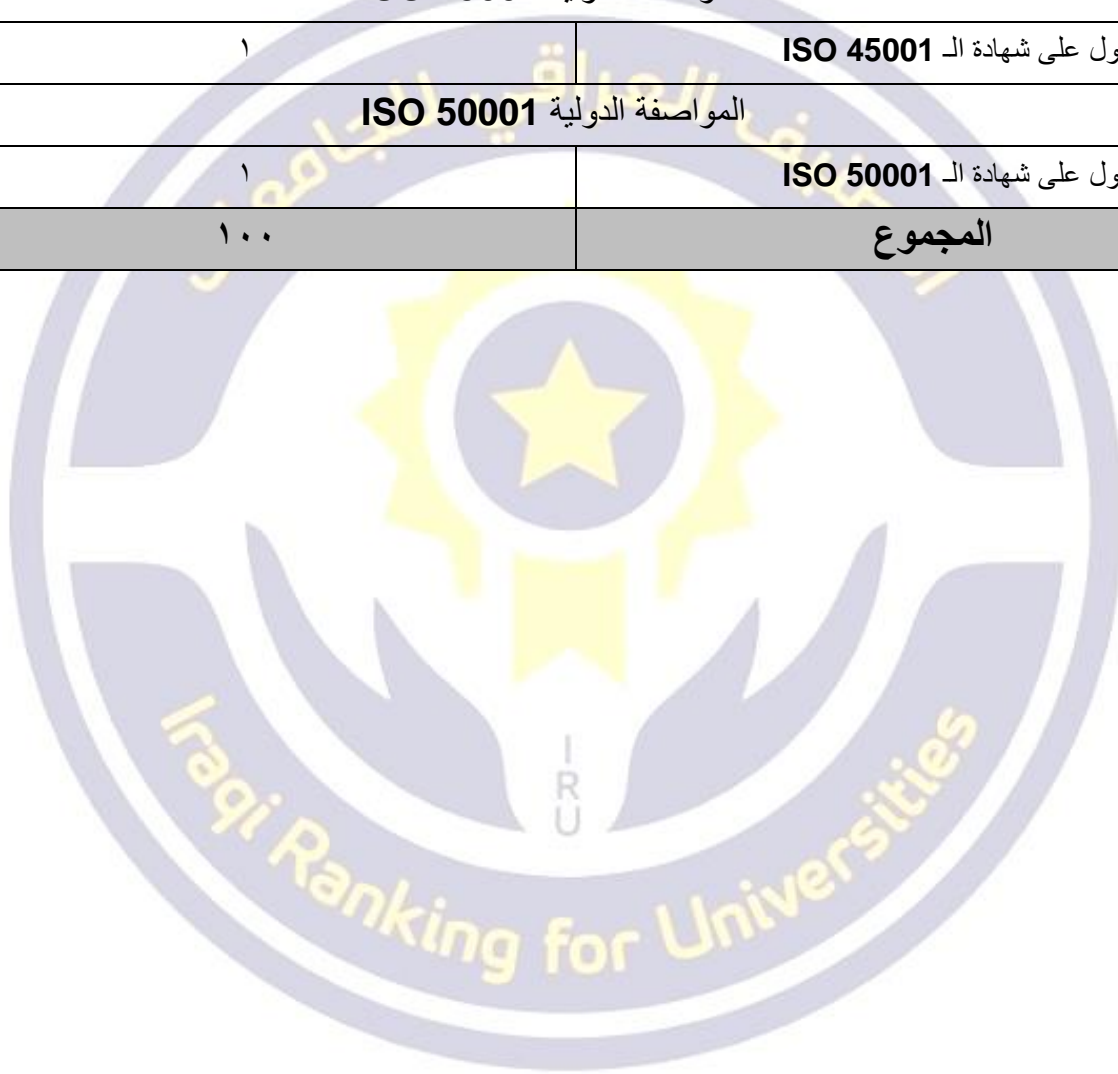 ول على شهادة الـ ISO 45001 ١
المواصفة الدولية ISO 50001
ول على شهادة الـ ISO 50001 ١
المجموع ١٠٠
I
R
U
Iraqi Ranking for Universities